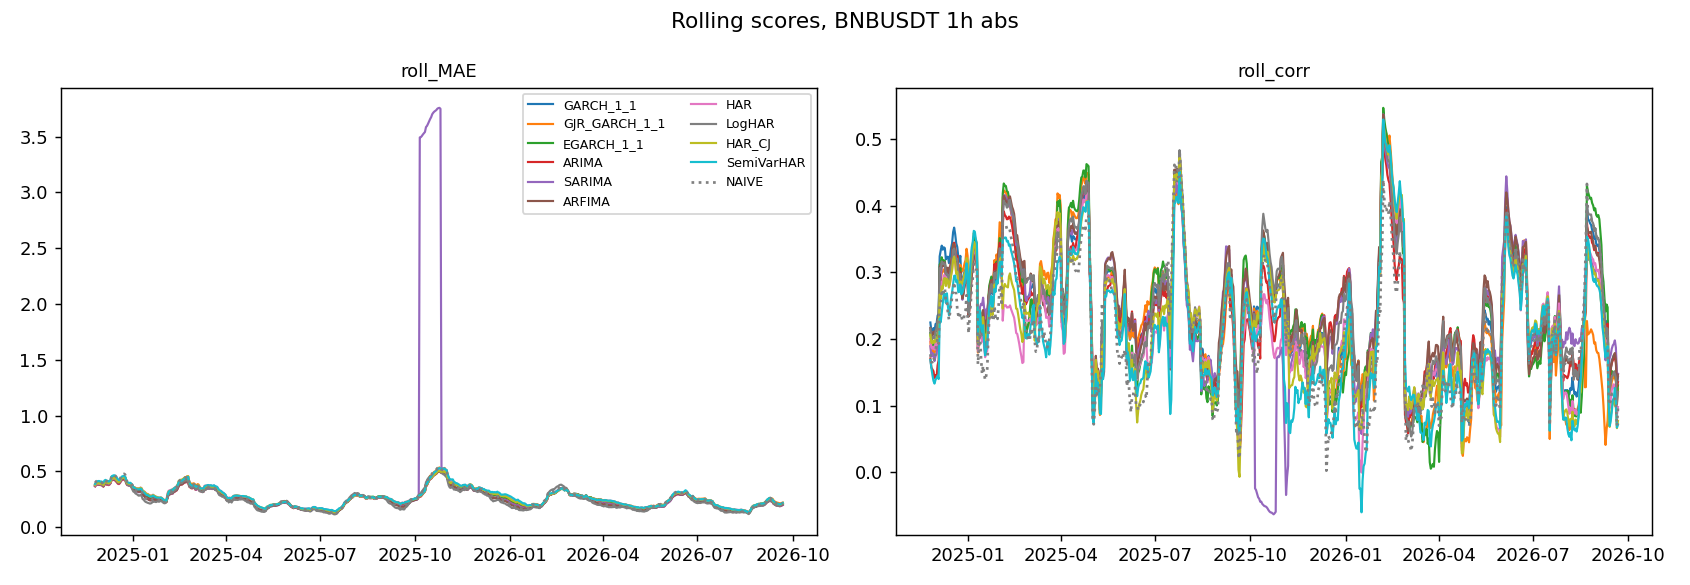 Rolling scores, BNBUSDT 1h abs
roll_MAE
3.5
3.0
2.5
2.0
1.5
1.0
0.5
0.0
2025-01 2025-04 2025-07 2025-10 2026-01 2026-04 2026-07 2026-10
GARCH_1_1
GJR_GARCH_1_1
EGARCH_1_1
ARIMA
SARIMA
ARFIMA
HAR
LogHAR
HAR_CJ
SemiVarHAR
NAIVE
roll_corr
0.5
0.4
0.3
0.2
0.1
0.0
2025-01 2025-04 2025-07 2025-10 2026-01 2026-04 2026-07 2026-10